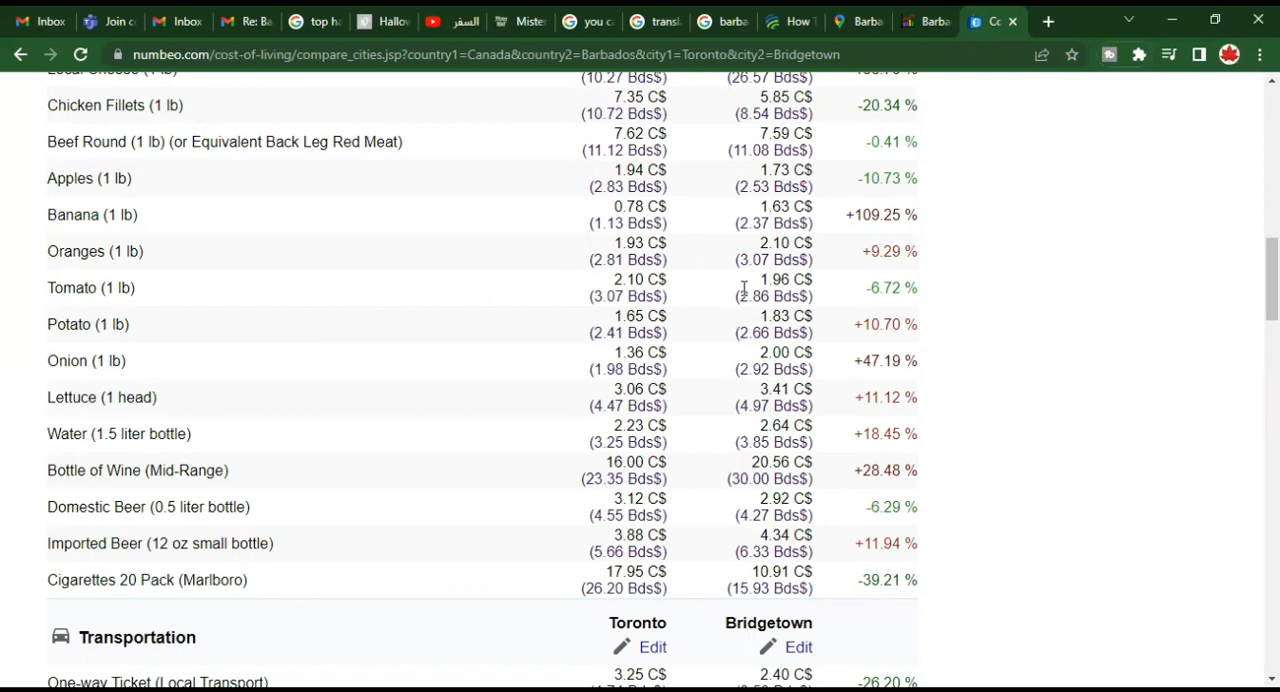 Inbox
Join c
Inbox
Re: Ba
top ha
Hallov
السفر
Mister
you ca
transl
barba
How T
Barba
Barba
Co
numbeo.com/cost-of-living/compare_cities.jsp?country1=Canada&country2=Barbados&city1=Toronto&city2=Bridgetown
(10.27 Bds$) (26.57 Bds$)
Chicken Fillets (1 lb) 7.35 C$ (10.72 Bds$) 5.85 C$ (8.54 Bds$) -20.34 %
Beef Round (1 lb) (or Equivalent Back Leg Red Meat) 7.62 C$ (11.12 Bds$) 7.59 C$ (11.08 Bds$) -0.41 %
Apples (1 lb) 1.94 C$ (2.83 Bds$) 1.73 C$ (2.53 Bds$) -10.73 %
Banana (1 lb) 0.78 C$ (1.13 Bds$) 1.63 C$ (2.37 Bds$) +109.25 %
Oranges (1 lb) 1.93 C$ (2.81 Bds$) 2.10 C$ (3.07 Bds$) +9.29 %
Tomato (1 lb) 2.10 C$ (3.07 Bds$) 1.96 C$ (2.86 Bds$) -6.72 %
Potato (1 lb) 1.65 C$ (2.41 Bds$) 1.83 C$ (2.66 Bds$) +10.70 %
Onion (1 lb) 1.36 C$ (1.98 Bds$) 2.00 C$ (2.92 Bds$) +47.19 %
Lettuce (1 head) 3.06 C$ (4.47 Bds$) 3.41 C$ (4.97 Bds$) +11.12 %
Water (1.5 liter bottle) 2.23 C$ (3.25 Bds$) 2.64 C$ (3.85 Bds$) +18.45 %
Bottle of Wine (Mid-Range) 16.00 C$ (23.35 Bds$) 20.56 C$ (30.00 Bds$) +28.48 %
Domestic Beer (0.5 liter bottle) 3.12 C$ (4.55 Bds$) 2.92 C$ (4.27 Bds$) -6.29 %
Imported Beer (12 oz small bottle) 3.88 C$ (5.66 Bds$) 4.34 C$ (6.33 Bds$) +11.94 %
Cigarettes 20 Pack (Marlboro) 17.95 C$ (26.20 Bds$) 10.91 C$ (15.93 Bds$) -39.21 %
Transportation Toronto Edit Bridgetown Edit
One-way Ticket (Local Transport) 3.25 C$ 2.40 C$ -26.20 %